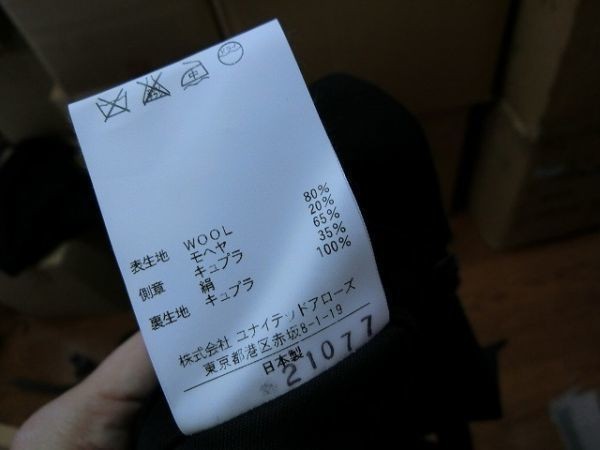 中
表生地 WOOL 80%
モヘヤ 20%
側章 キュプラ 65%
絹 35%
裏生地 キュプラ 100%
株式会社 ユナイテッドアローズ
東京都港区赤坂8-1-19
日本製
21077